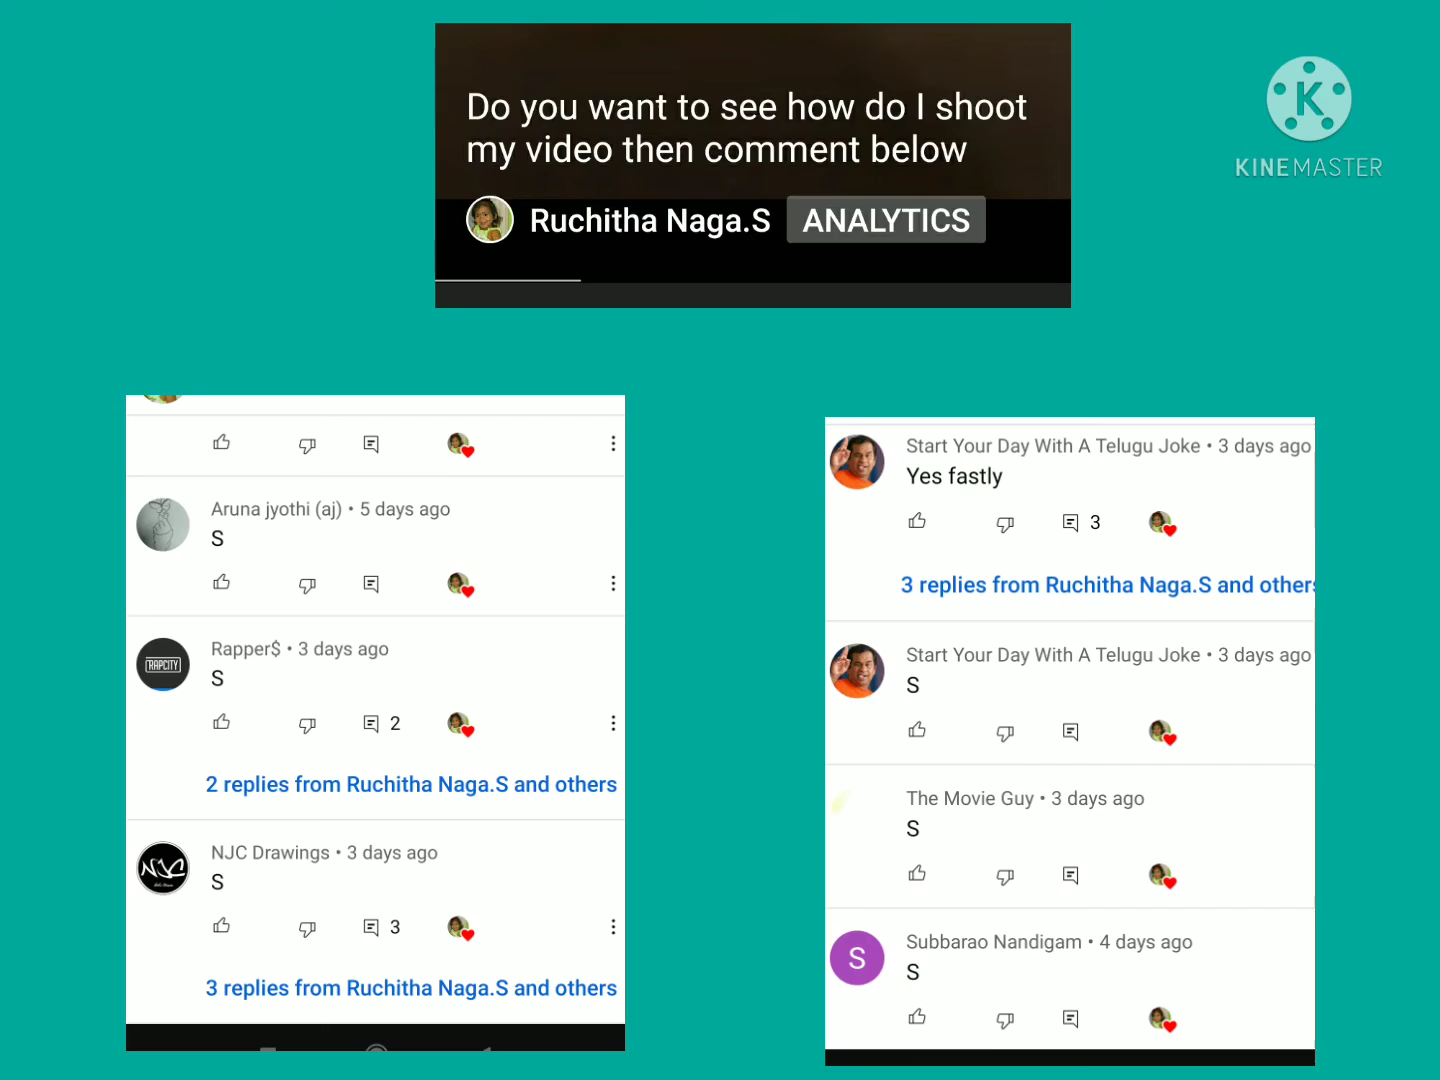 Do you want to see how do I shoot
my video then comment below
Ruchitha Naga.S ANALYTICS
K
KINEMASTER
Aruna jyothi (aj) • 5 days ago
S
RAPCITY
Rapper$ • 3 days ago
S
2
2 replies from Ruchitha Naga.S and others
NJC
NJC Drawings • 3 days ago
S
3
3 replies from Ruchitha Naga.S and others
Start Your Day With A Telugu Joke • 3 days ago
Yes fastly
3
3 replies from Ruchitha Naga.S and others
Start Your Day With A Telugu Joke • 3 days ago
S
The Movie Guy • 3 days ago
S
S
Subbarao Nandigam • 4 days ago
S